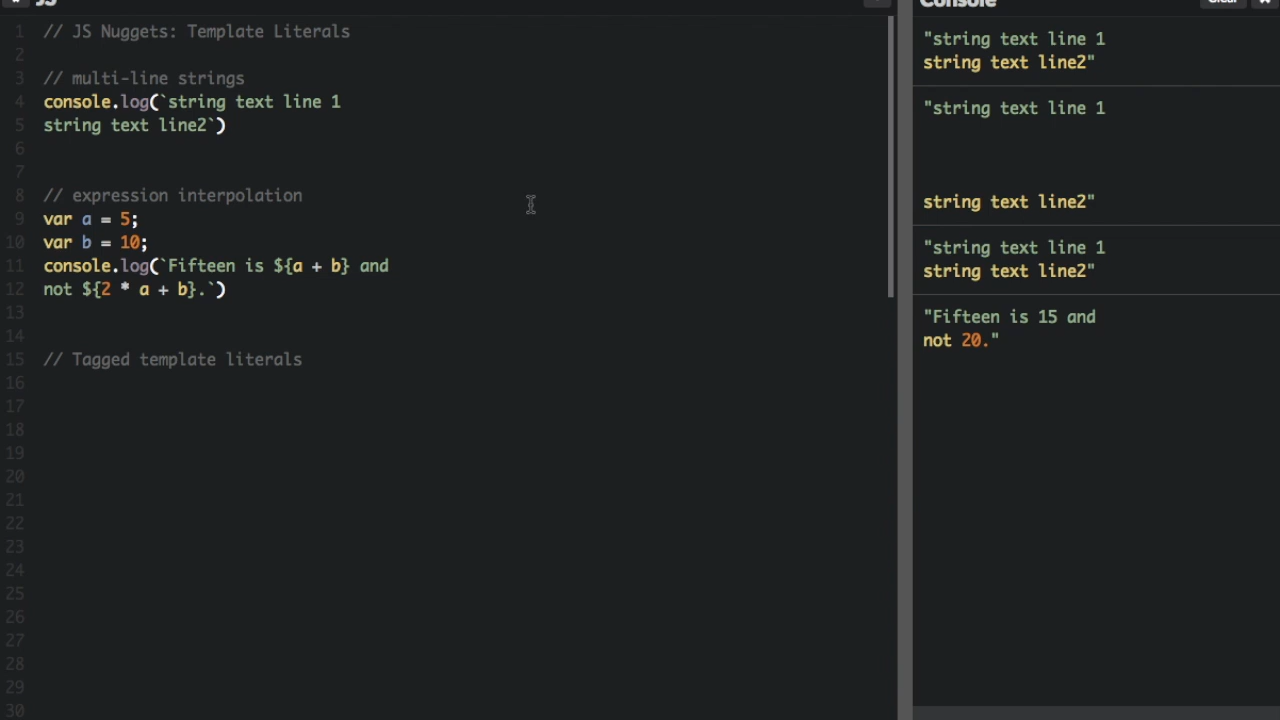 JS
1 // JS Nuggets: Template Literals
2
3 // multi-line strings
4 console.log(`string text line 1
5 string text line2`)
6
7
8 // expression interpolation
9 var a = 5;
10 var b = 10;
11 console.log(`Fifteen is ${a + b} and
12 not ${2 * a + b}.`)
13
14
15 // Tagged template literals
16
17
18
19
20
21
22
23
24
25
26
27
28
29
30
Console
Clear
"string text line 1
string text line2"
"string text line 1
string text line2"
"string text line 1
string text line2"
"Fifteen is 15 and
not 20."